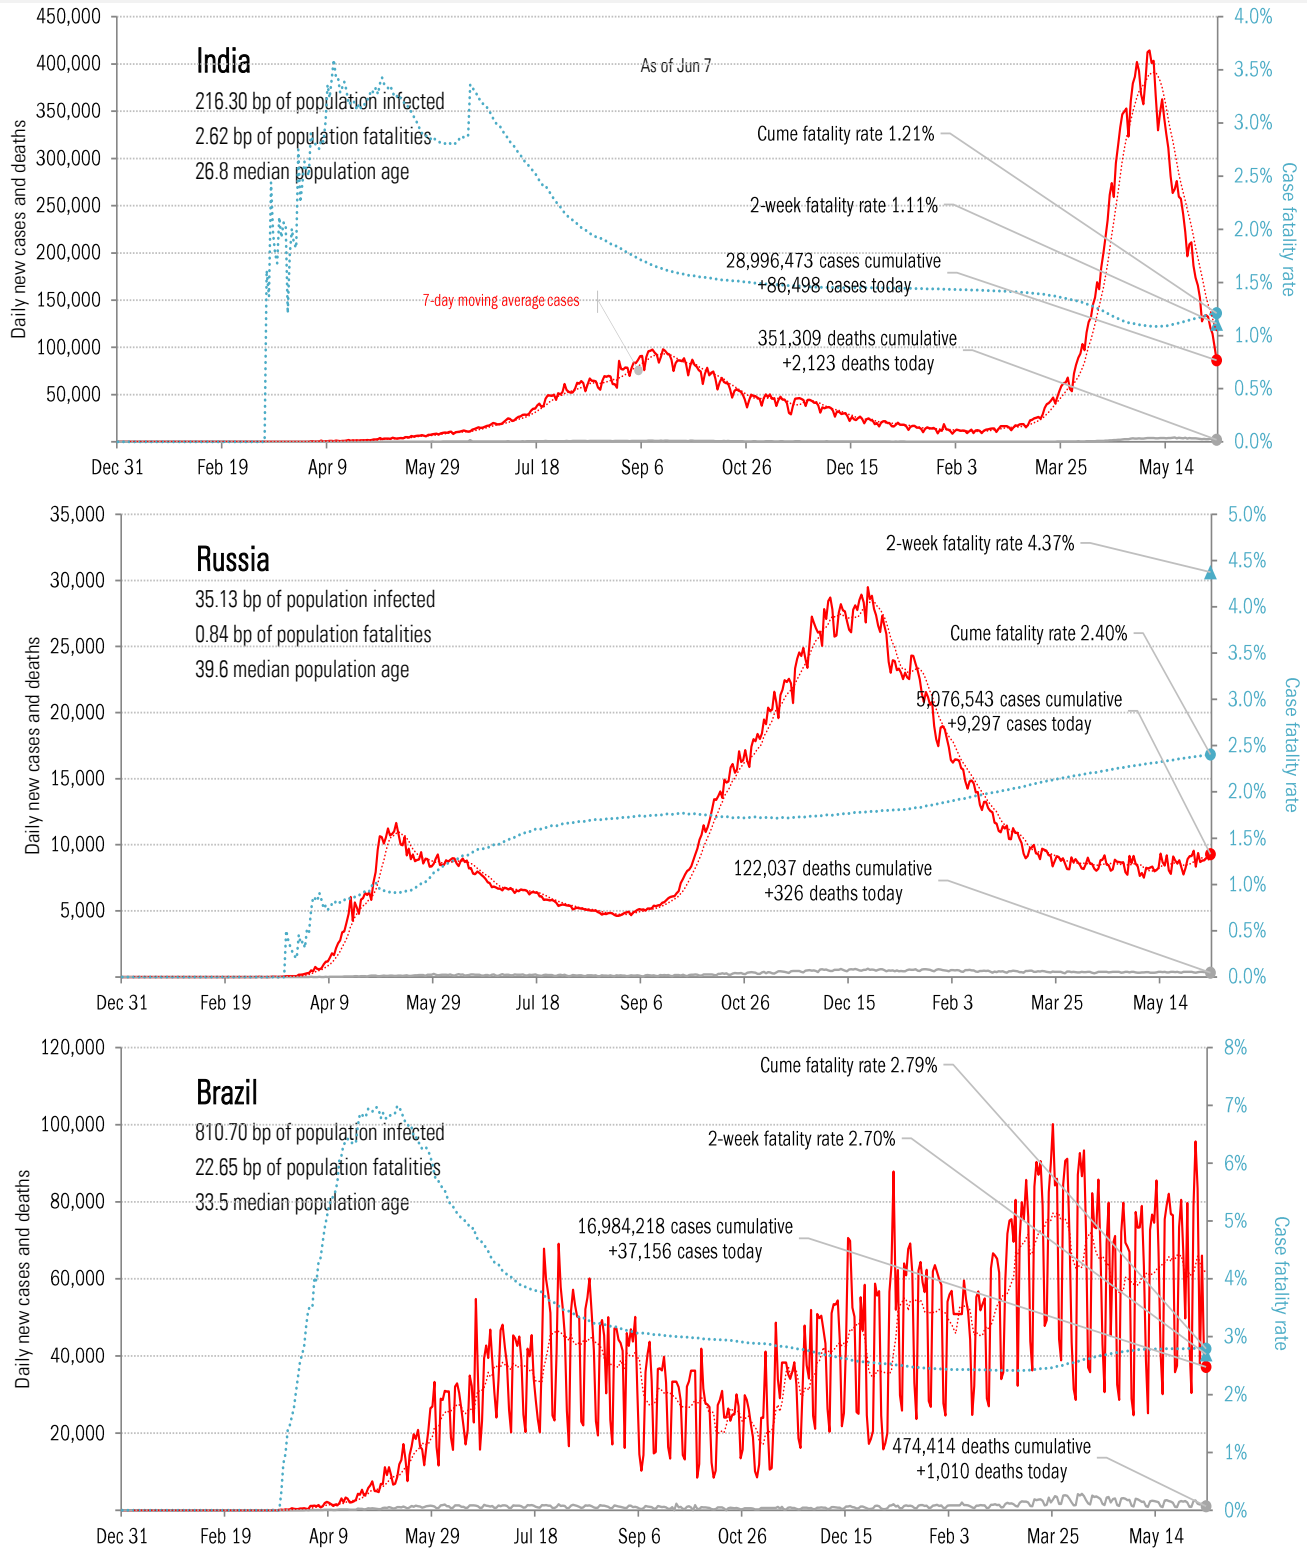 450,000
400,000
350,000
300,000
250,000
200,000
150,000
100,000
50,000
Daily new cases and deaths
India
216.30 bp of population infected
2.62 bp of population fatalities
26.8 median population age
As of Jun 7
Cume fatality rate 1.21%
2-week fatality rate 1.11%
28,996,473 cases cumulative
+86,498 cases today
7-day moving average cases
351,309 deaths cumulative
+2,123 deaths today
4.0%
3.5%
3.0%
2.5%
2.0%
1.5%
1.0%
0.5%
0.0%
Case fatality rate
Dec 31 Feb 19 Apr 9 May 29 Jul 18 Sep 6 Oct 26 Dec 15 Feb 3 Mar 25 May 14
35,000
30,000
25,000
20,000
15,000
10,000
5,000
Daily new cases and deaths
Russia
35.13 bp of population infected
0.84 bp of population fatalities
39.6 median population age
2-week fatality rate 4.37%
Cume fatality rate 2.40%
5,076,543 cases cumulative
+9,297 cases today
122,037 deaths cumulative
+326 deaths today
5.0%
4.5%
4.0%
3.5%
3.0%
2.5%
2.0%
1.5%
1.0%
0.5%
0.0%
Case fatality rate
Dec 31 Feb 19 Apr 9 May 29 Jul 18 Sep 6 Oct 26 Dec 15 Feb 3 Mar 25 May 14
120,000
100,000
80,000
60,000
40,000
20,000
Daily new cases and deaths
Brazil
810.70 bp of population infected
22.65 bp of population fatalities
33.5 median population age
Cume fatality rate 2.79%
2-week fatality rate 2.70%
16,984,218 cases cumulative
+37,156 cases today
474,414 deaths cumulative
+1,010 deaths today
8%
7%
6%
5%
4%
3%
2%
1%
0%
Case fatality rate
Dec 31 Feb 19 Apr 9 May 29 Jul 18 Sep 6 Oct 26 Dec 15 Feb 3 Mar 25 May 14